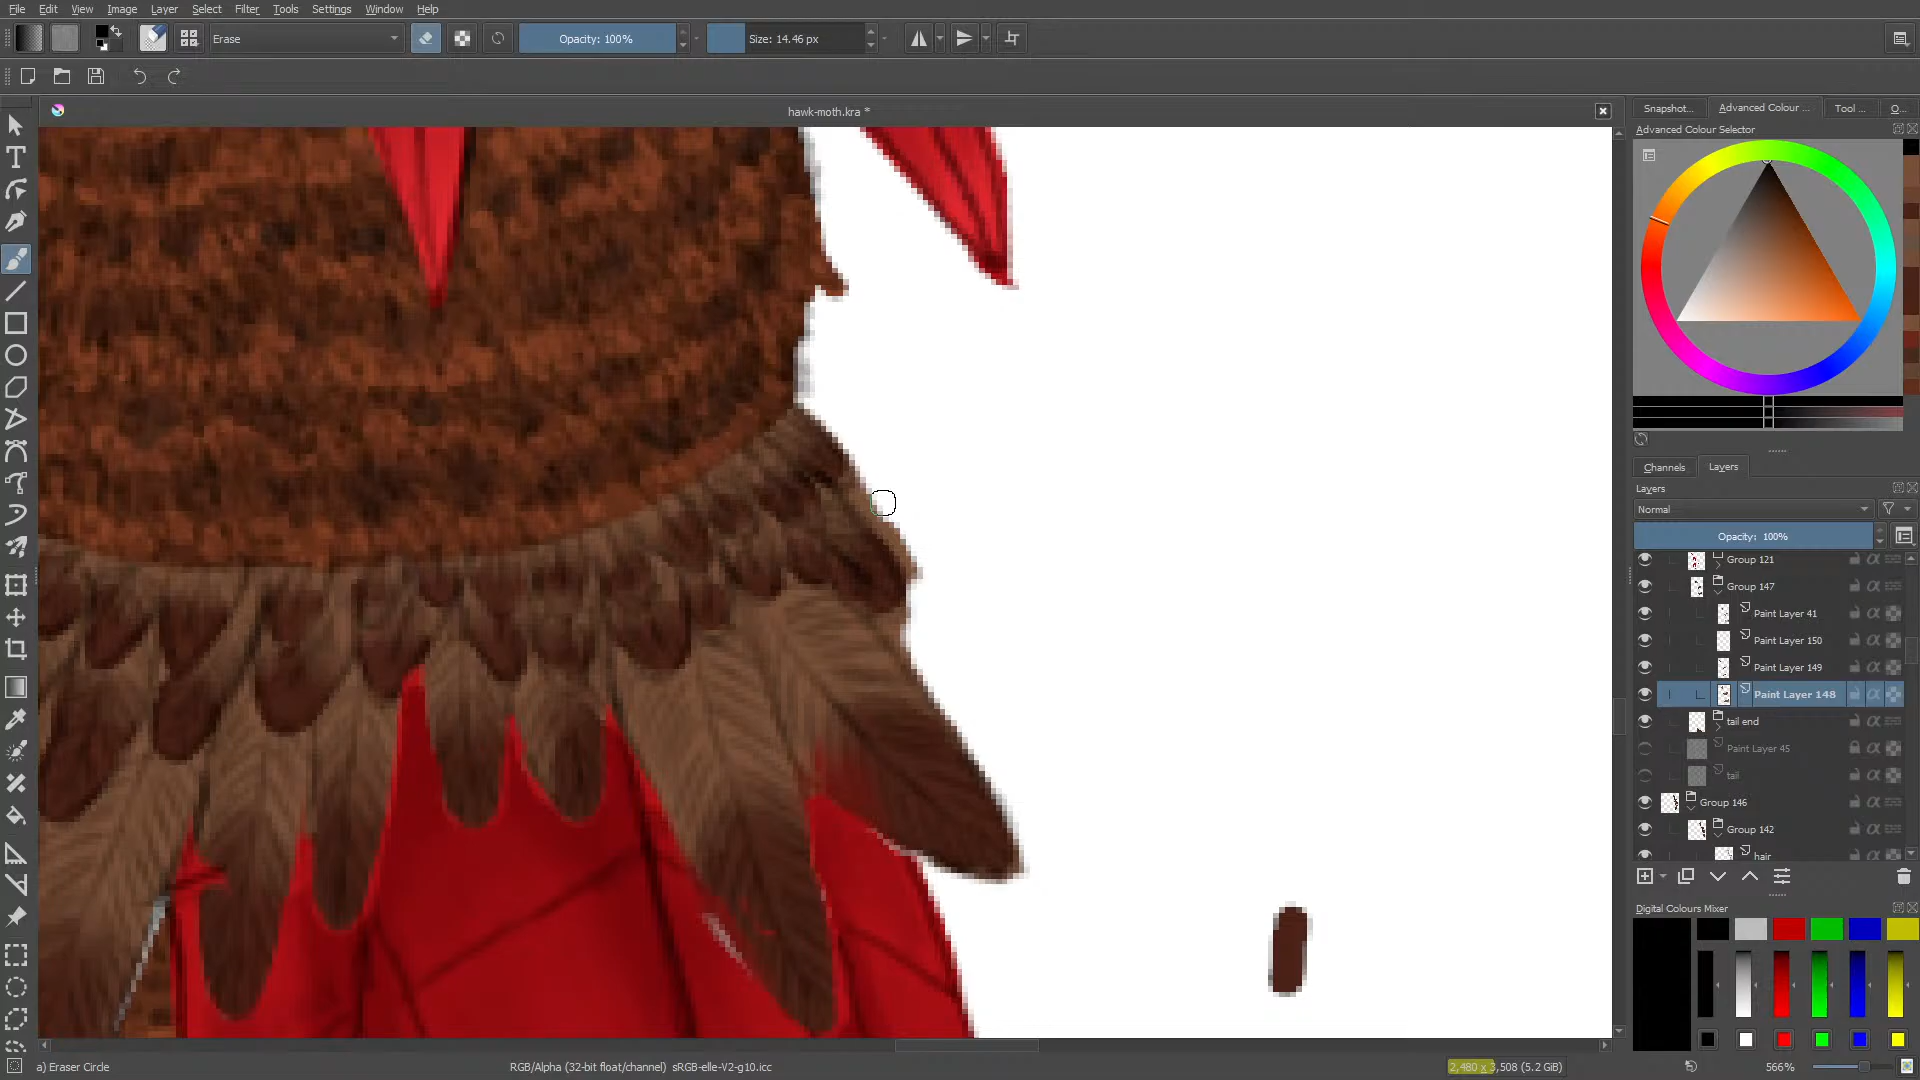 File Edit View Image Layer Select Filter Tools Settings Window Help
Erase
Opacity: 100%
Size: 14.46 px
hawk-moth.kra *
Snapshot...
Advanced Colour ...
Tool ...
O...
Advanced Colour Selector
Channels
Layers
Layers
Normal
Opacity: 100%
Group 121
Group 147
Paint Layer 41
Paint Layer 150
Paint Layer 149
Paint Layer 148
tail end
Paint Layer 45
tail
Group 146
Group 142
hair
Digital Colours Mixer
a) Eraser Circle
RGB/Alpha (32-bit float/channel) sRGB-elle-V2-g10.icc
2,480 x 3,508 (5.2 GiB)
566%